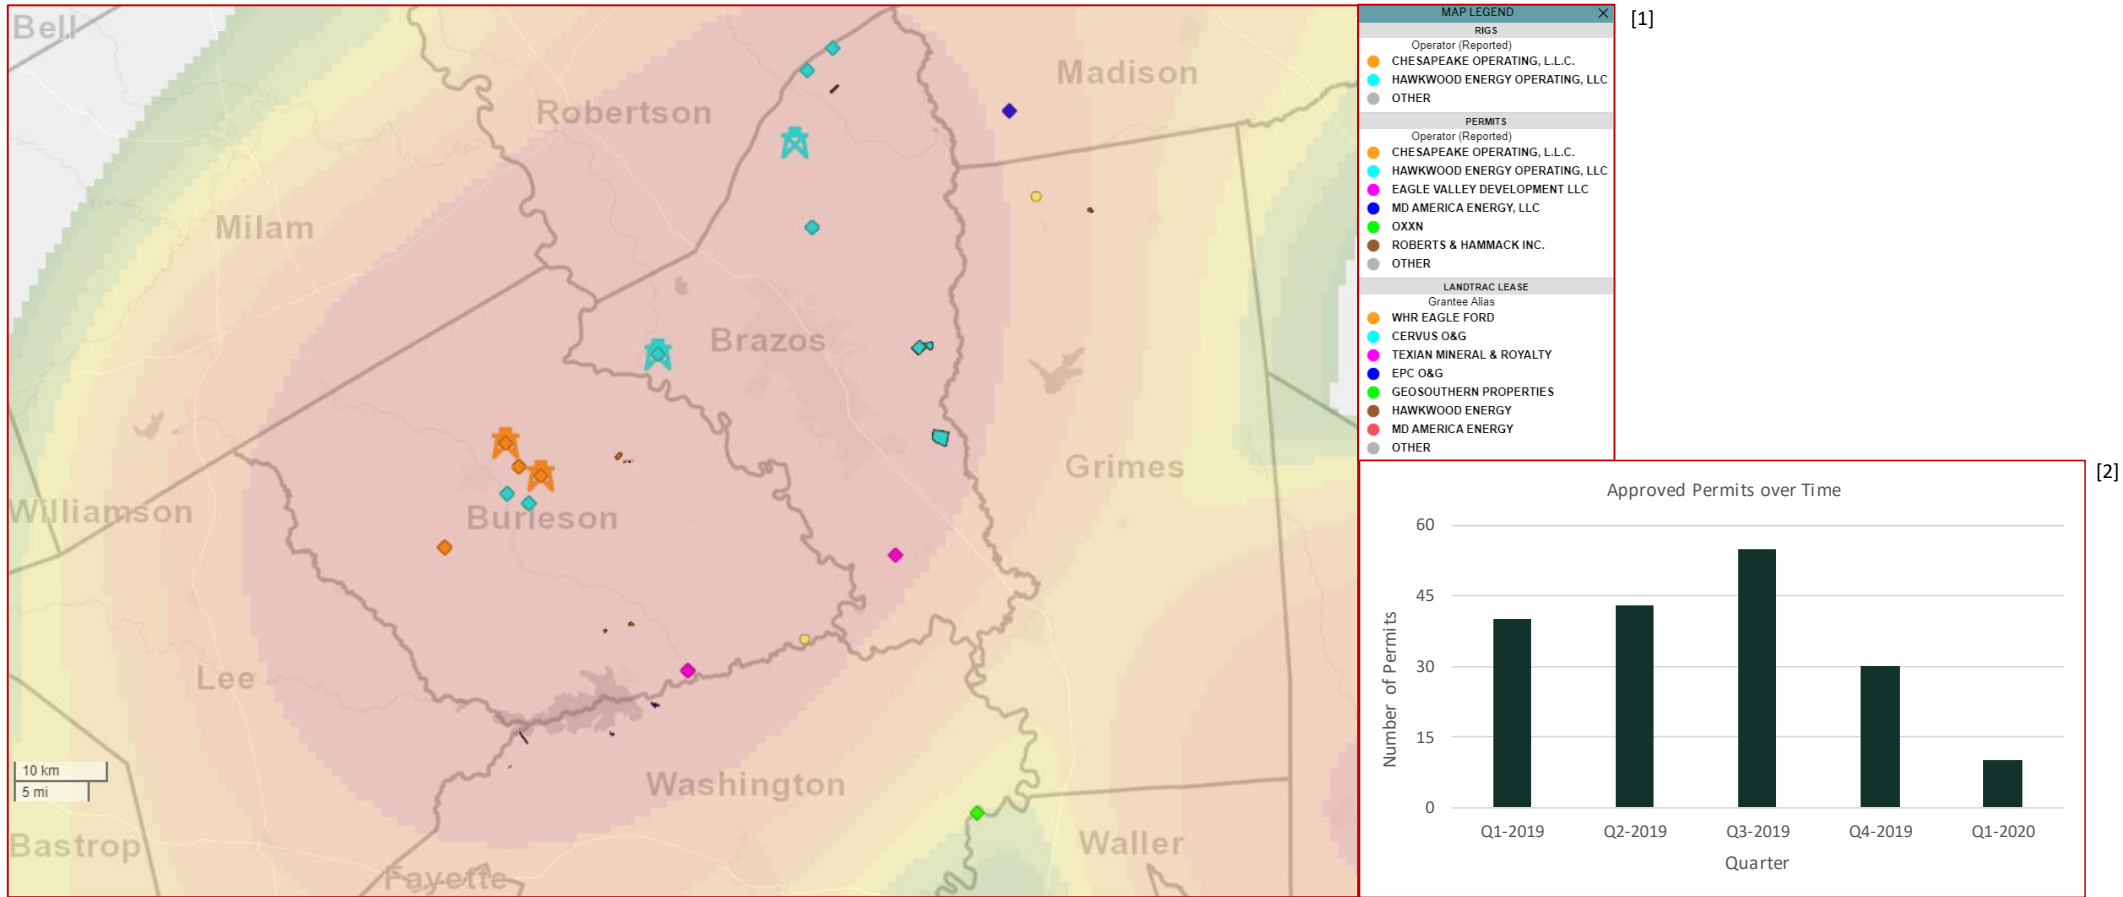 Bell
Robertson
Madison
Milam
Brazos
Grimes
Williamson
Burleson
Lee
Washington
Waller
Bastrop
Fayette
10 km
5 mi
MAP LEGEND
[1]
RIGS
Operator (Reported)
CHESAPEAKE OPERATING, L.L.C.
HAWKWOOD ENERGY OPERATING, LLC
OTHER
PERMITS
Operator (Reported)
CHESAPEAKE OPERATING, L.L.C.
HAWKWOOD ENERGY OPERATING, LLC
EAGLE VALLEY DEVELOPMENT LLC
MD AMERICA ENERGY, LLC
OXXN
ROBERTS & HAMMACK INC.
OTHER
LANDTRAC LEASE
Grantee Alias
WHR EAGLE FORD
CERVUS O&G
TEXIAN MINERAL & ROYALTY
EPC O&G
GEOSOUTHERN PROPERTIES
HAWKWOOD ENERGY
MD AMERICA ENERGY
OTHER
[2]
Approved Permits over Time
Number of Permits
60
45
30
15
0
Q1-2019 Q2-2019 Q3-2019 Q4-2019 Q1-2020
Quarter